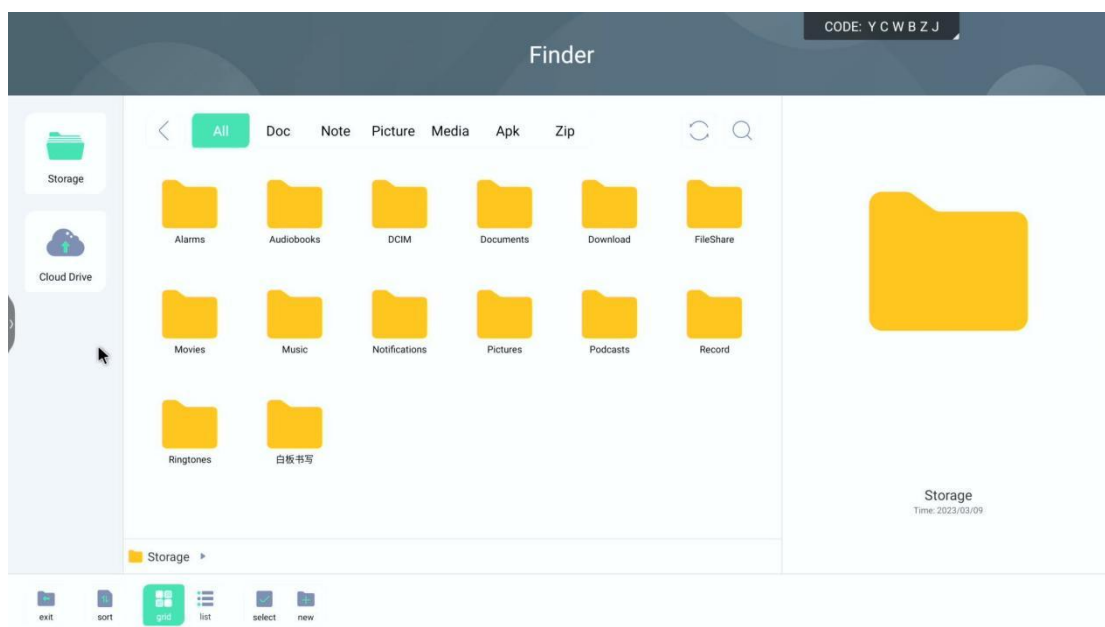 CODE: Y C W B Z J
Finder
All Doc Note Picture Media Apk Zip
Storage
Cloud Drive
Alarms Audiobooks DCIM Documents Download FileShare
Movies Music Notifications Pictures Podcasts Record
Ringtones 白板书写
Storage
Time: 2023/03/09
Storage
exit sort grid list select new